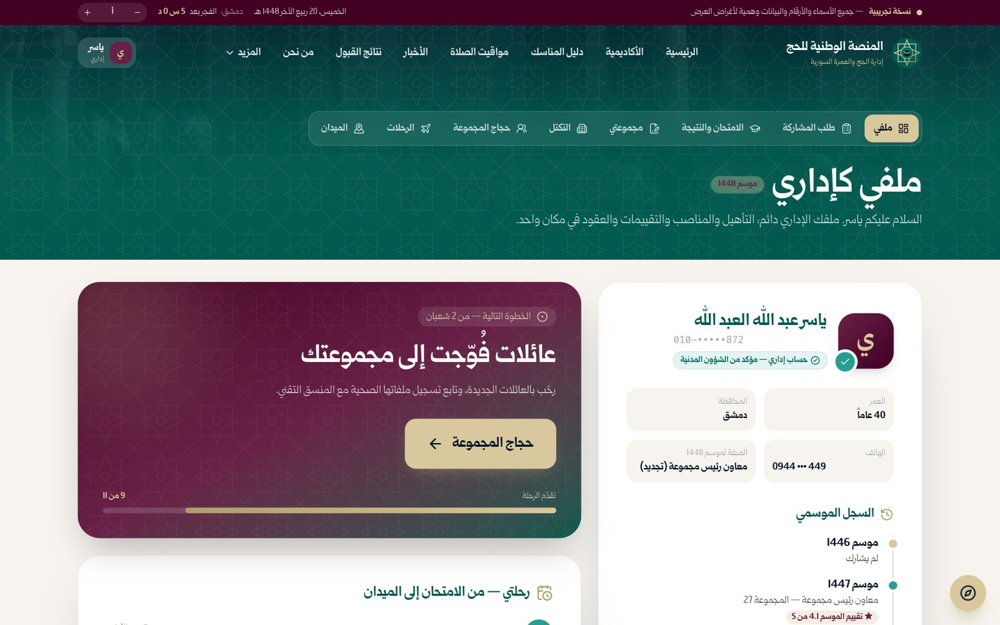 نسخة تجريبية — جميع الأسماء والأرقام والبيانات وهمية لأغراض العرض
الخميس، 20 ربيع الآخر 1448 هـ دمشق: الفجر بعد 5 س 0 د
− أ +
المنصة الوطنية للحج
إدارة الحج والعمرة السورية
الرئيسية الأكاديمية دليل المناسك مواقيت الصلاة الأخبار نتائج القبول من نحن المزيد
ي ياسر
إداري
ملفي طلب المشاركة الامتحان والنتيجة مجموعتي التكتل حجاج المجموعة الرحلات الميدان
ملفي كإداري موسم 1448
السلام عليكم ياسر. ملفك الإداري دائم: التأهيل والمناصب والتقييمات والعقود في مكان واحد.
ي
ياسر عبد الله العبد الله
010-•••••872
حساب إداري — مؤكد من الشؤون المدنية
العمر
40 عاماً
المحافظة
دمشق
الهاتف
0944 ••• 449
الصفة لموسم 1448
معاون رئيس مجموعة (تجديد)
السجل الموسمي
موسم 1446
لم يشارك
موسم 1447
معاون رئيس مجموعة — المجموعة 27
★ تقييم الموسم 4.1 من 5
الخطوة التالية — من 2 شعبان
عائلات فُوّجت إلى مجموعتك
رحّب بالعائلات الجديدة، وتابع تسجيل ملفاتها الصحية مع المنسق التقني.
حجاج المجموعة ←
تقدّم الرحلة 9 من 11
رحلتي — من الامتحان إلى الميدان